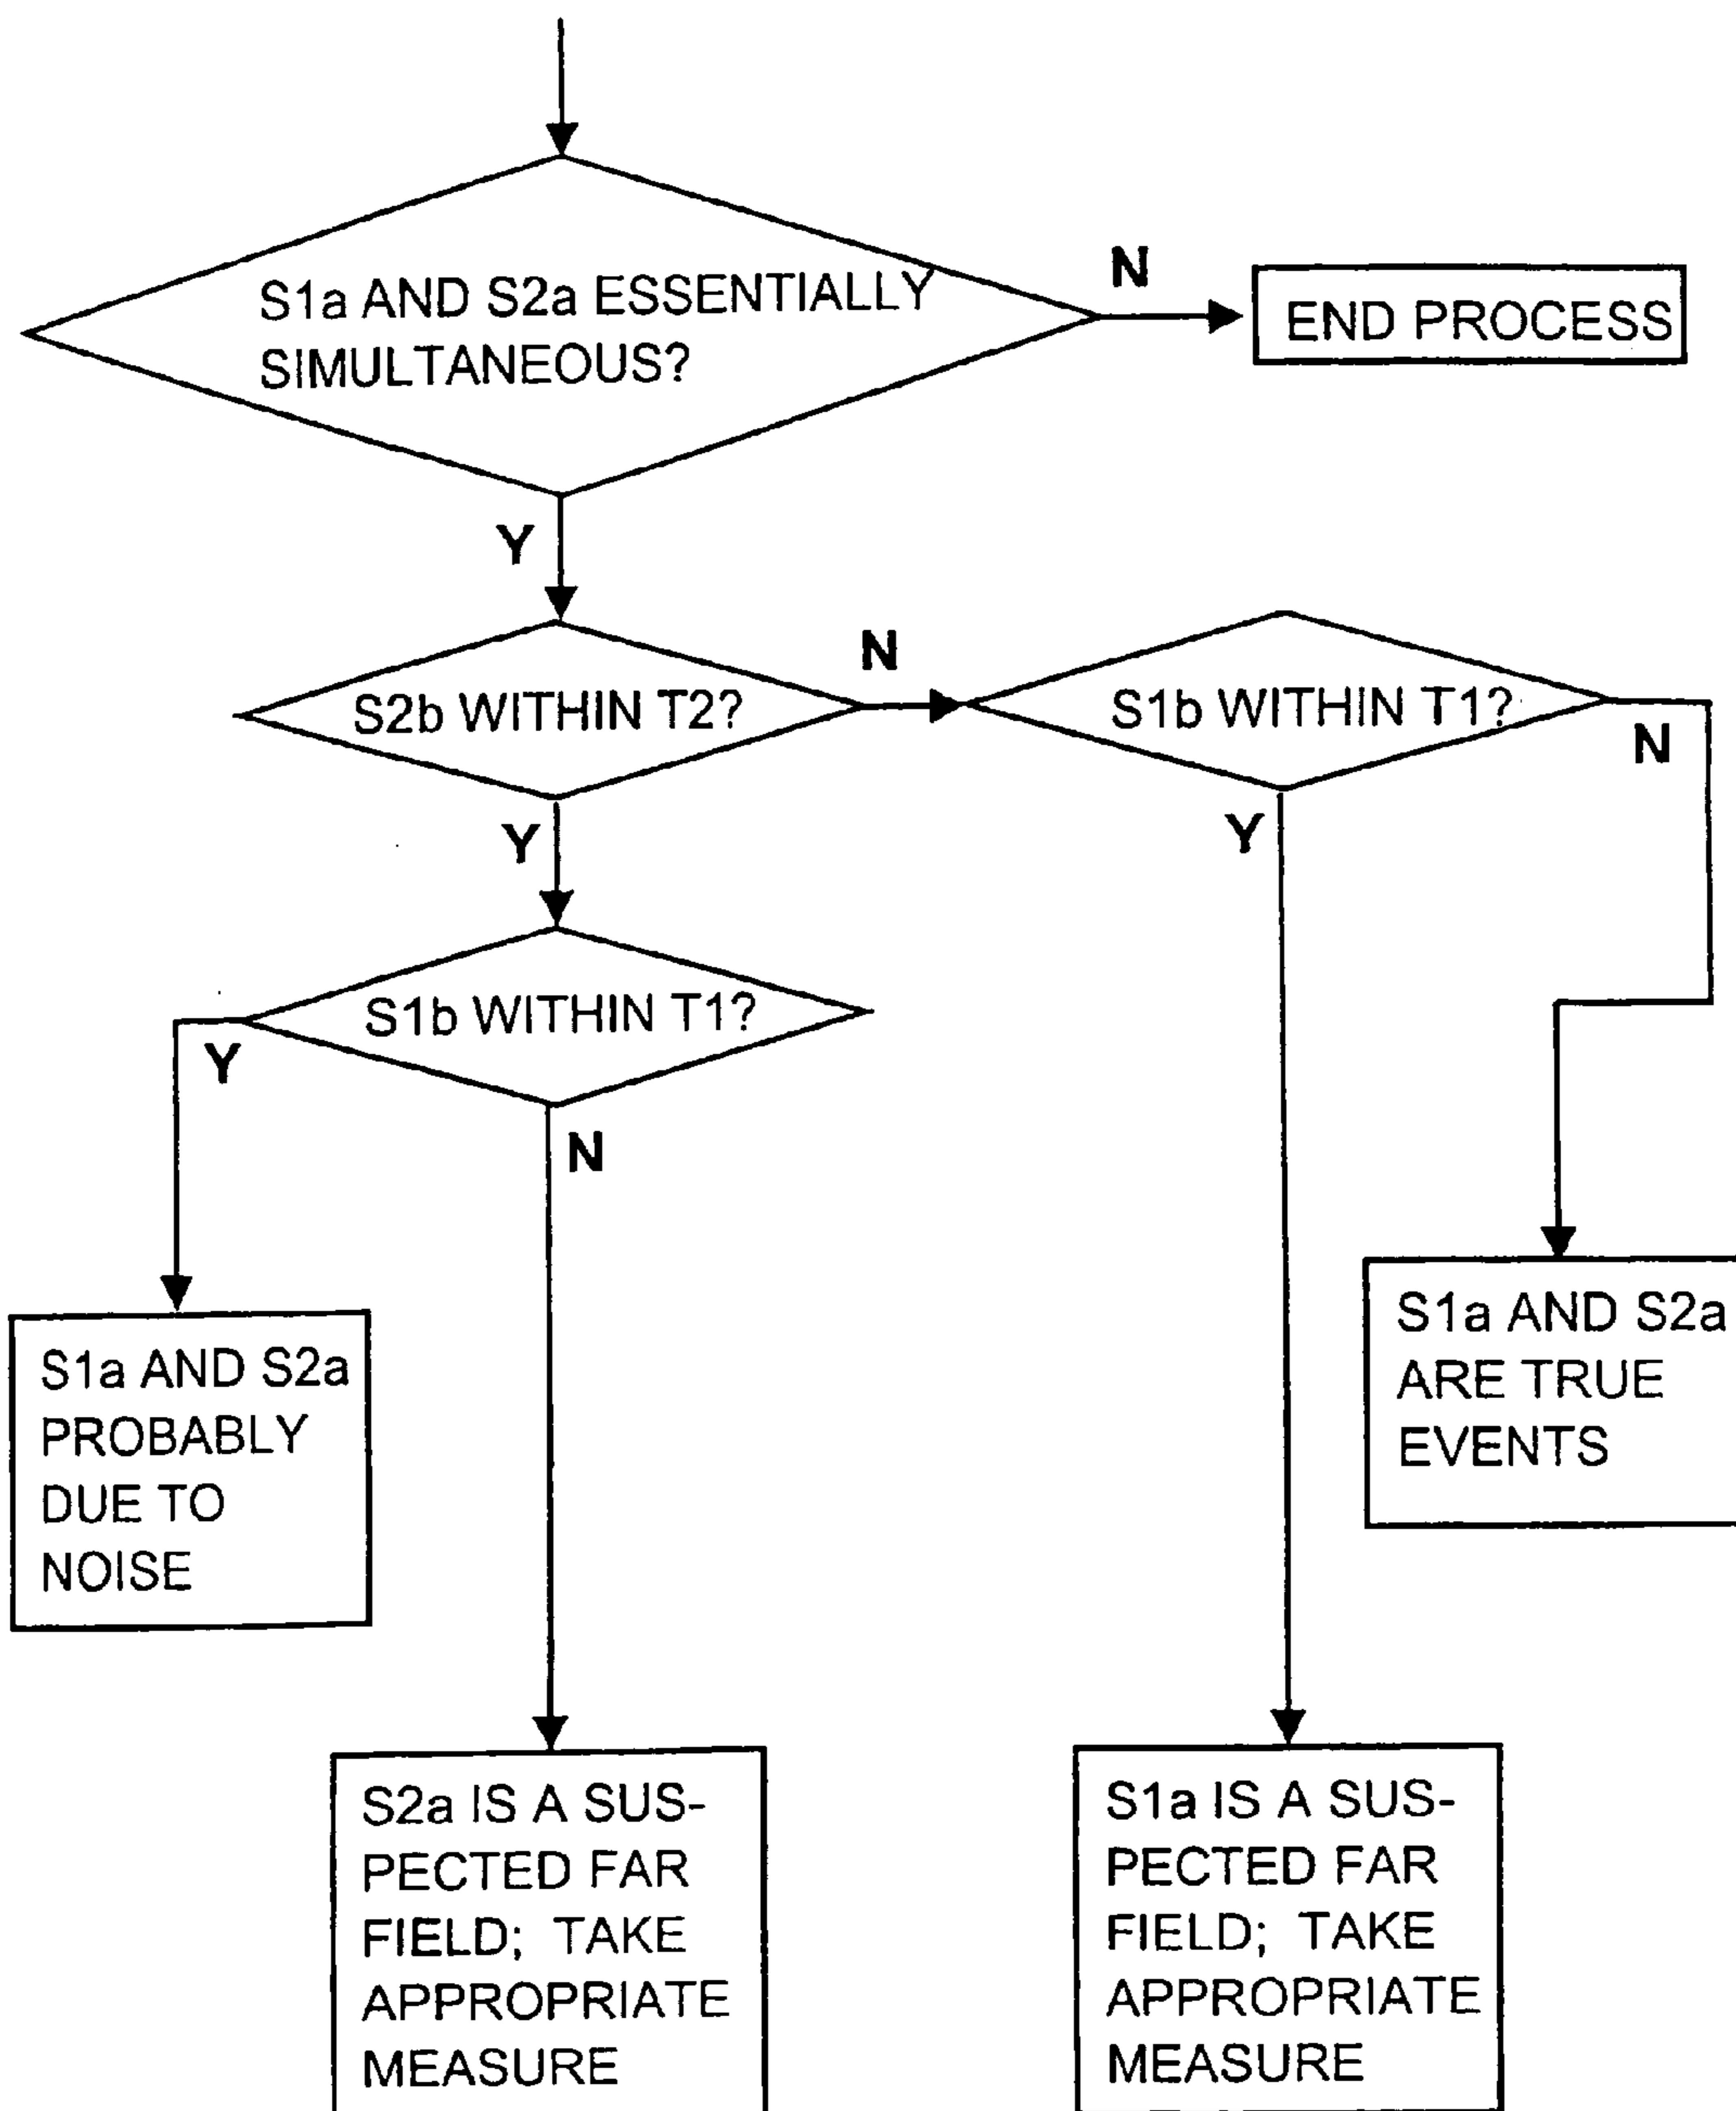 S1a AND S2a ESSENTIALLY
SIMULTANEOUS?
N
END PROCESS
Y
S2b WITHIN T2?
N
S1b WITHIN T1?
N
Y
Y
S1b WITHIN T1?
Y
N
S1a AND S2a
PROBABLY
DUE TO
NOISE
S1a AND S2a
ARE TRUE
EVENTS
S2a IS A SUS-
PECTED FAR
FIELD; TAKE
APPROPRIATE
MEASURE
S1a IS A SUS-
PECTED FAR
FIELD; TAKE
APPROPRIATE
MEASURE